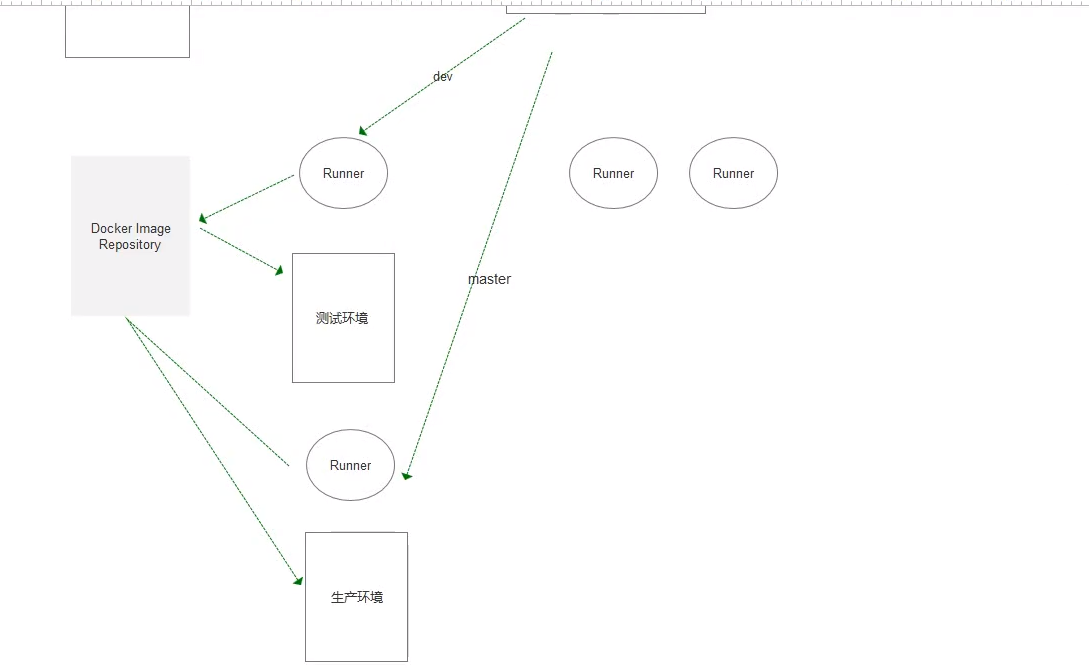 dev
Runner
Runner
Runner
Docker Image
Repository
master
测试环境
Runner
生产环境